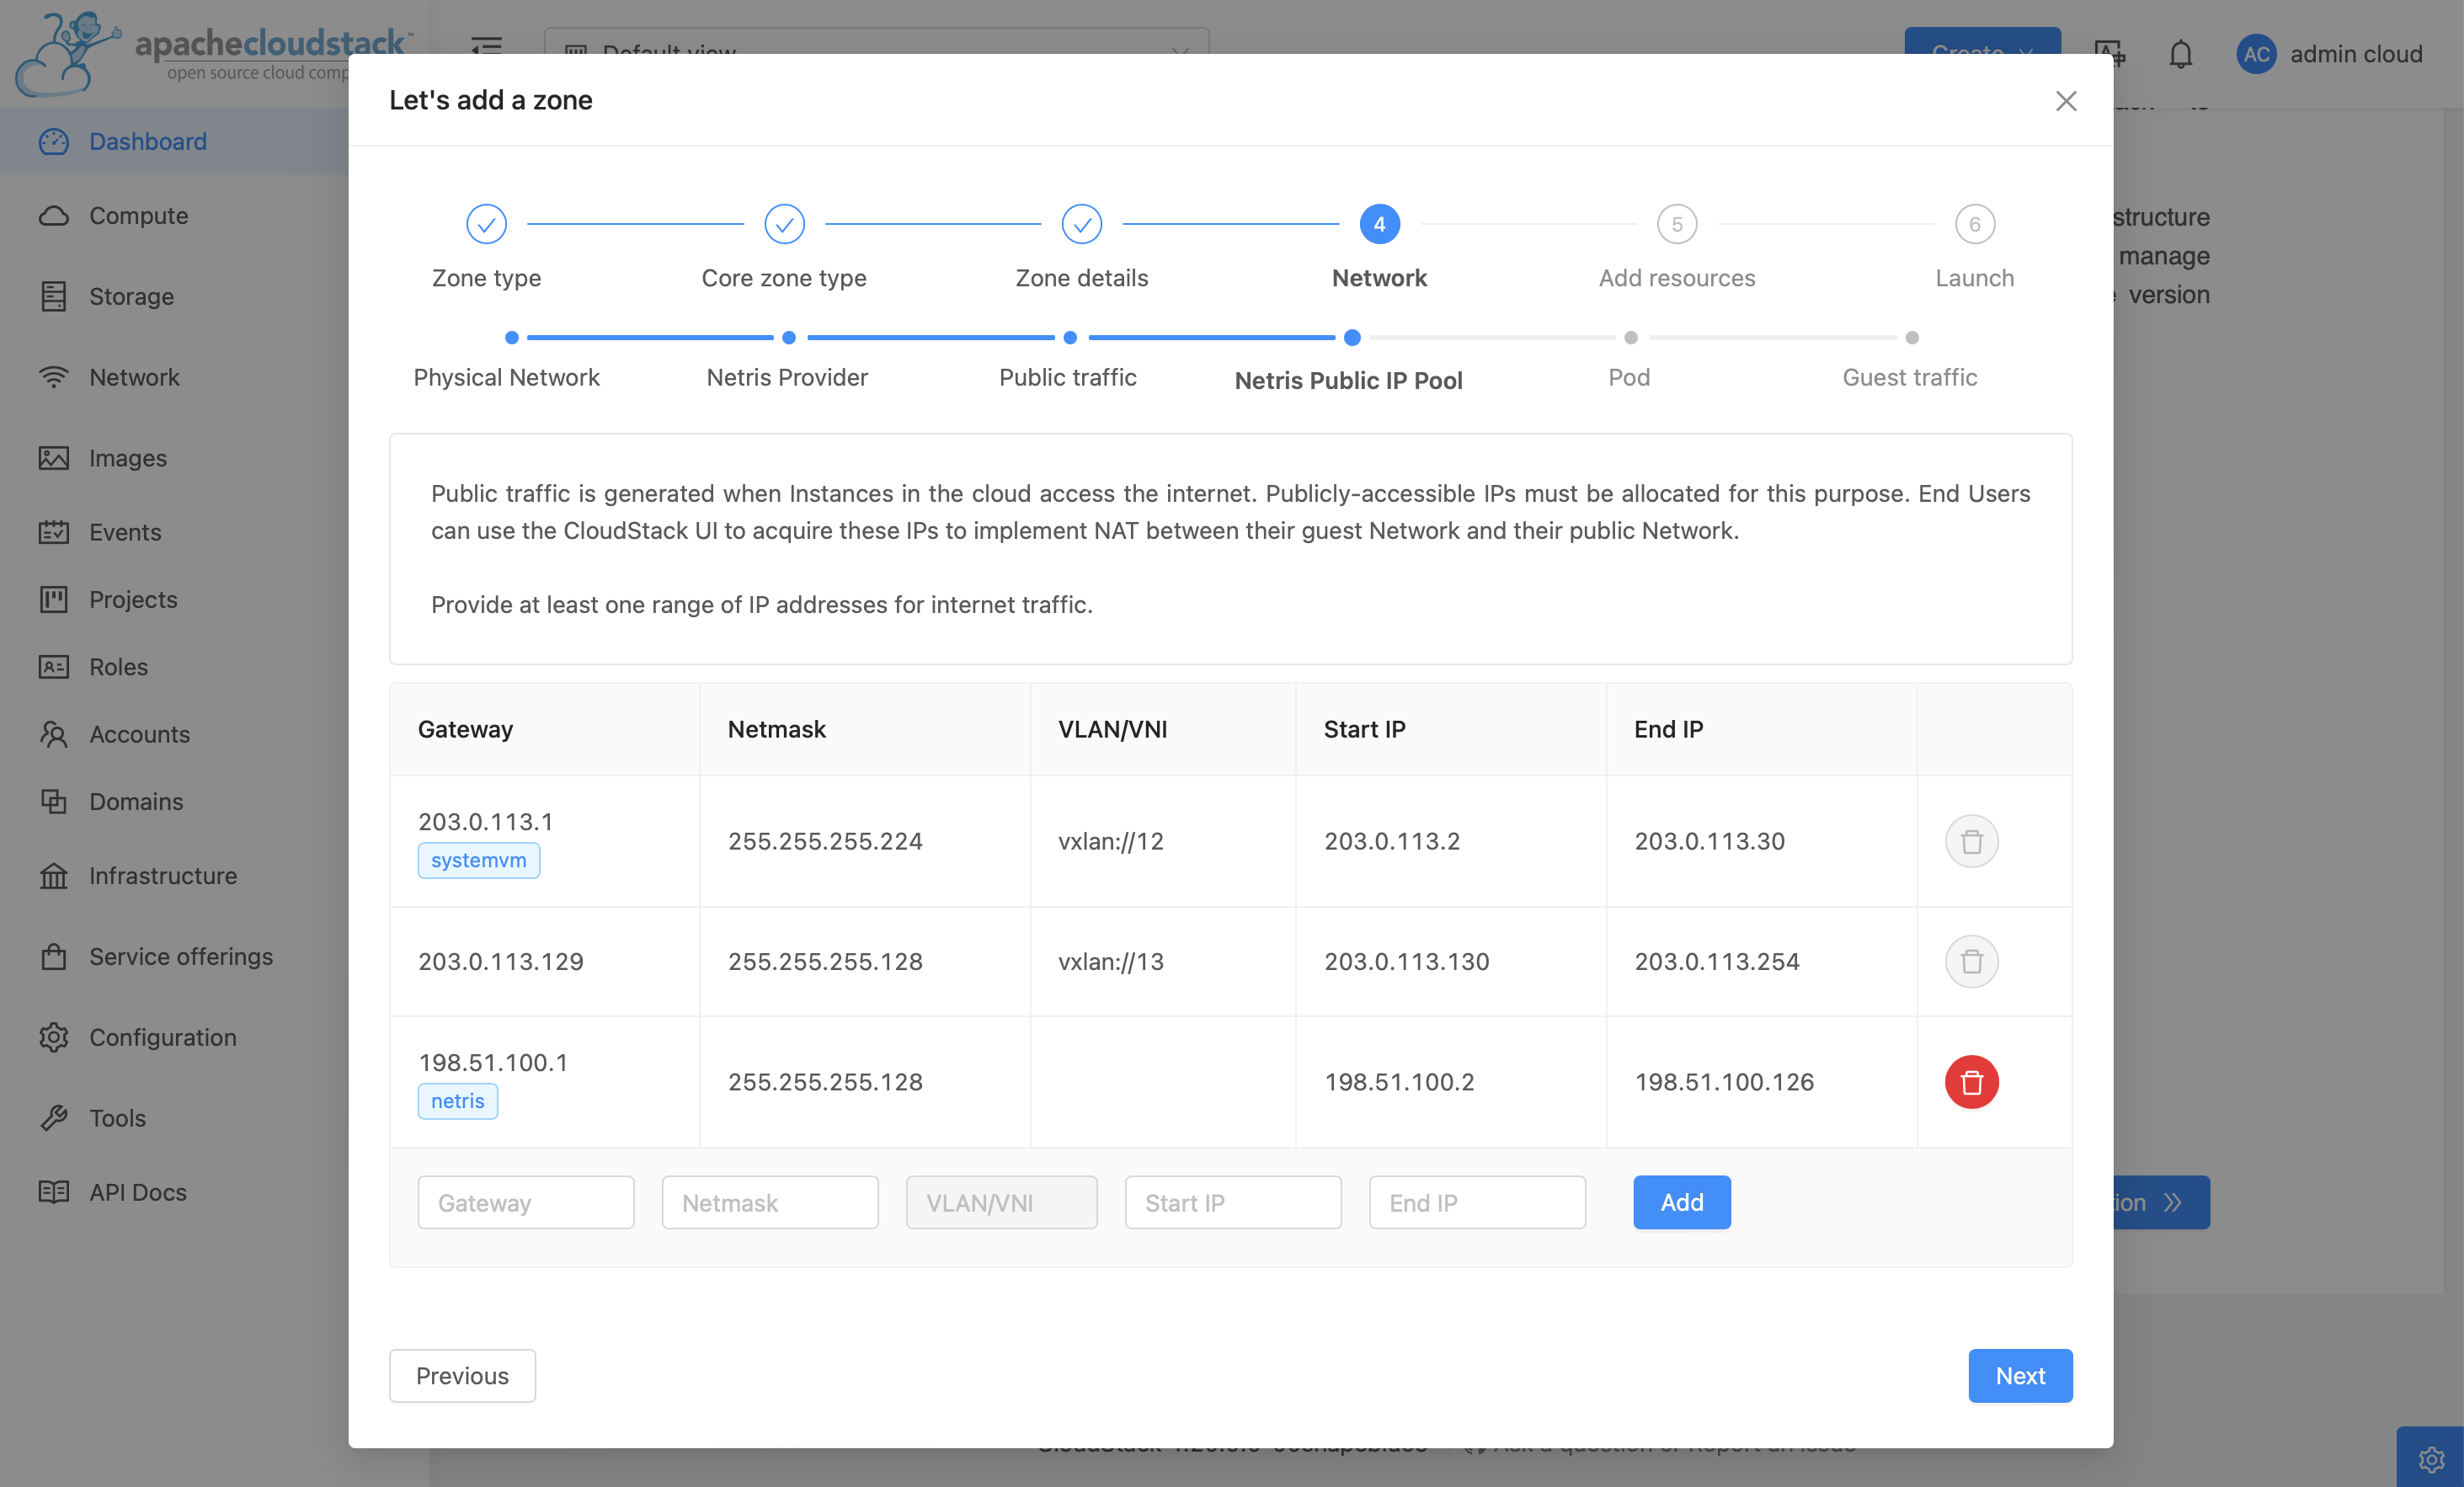 apachecloudstack™
open source cloud comp
Default view
Create
AC
admin cloud
Dashboard
Compute
Storage
Network
Images
Events
Projects
Roles
Accounts
Domains
Infrastructure
Service offerings
Configuration
Tools
API Docs
Let's add a zone
4
5
6
Zone type
Core zone type
Zone details
Network
Add resources
Launch
Physical Network
Netris Provider
Public traffic
Netris Public IP Pool
Pod
Guest traffic
structure
manage
version
Public traffic is generated when Instances in the cloud access the internet. Publicly-accessible IPs must be allocated for this purpose. End Users
can use the CloudStack UI to acquire these IPs to implement NAT between their guest Network and their public Network.
Provide at least one range of IP addresses for internet traffic.
Gateway Netmask VLAN/VNI Start IP End IP
203.0.113.1
systemvm
255.255.255.224 vxlan://12 203.0.113.2 203.0.113.30
203.0.113.129 255.255.255.128 vxlan://13 203.0.113.130 203.0.113.254
198.51.100.1
netris
255.255.255.128 198.51.100.2 198.51.100.126
Gateway Netmask VLAN/VNI Start IP End IP Add
tion
Previous
Next